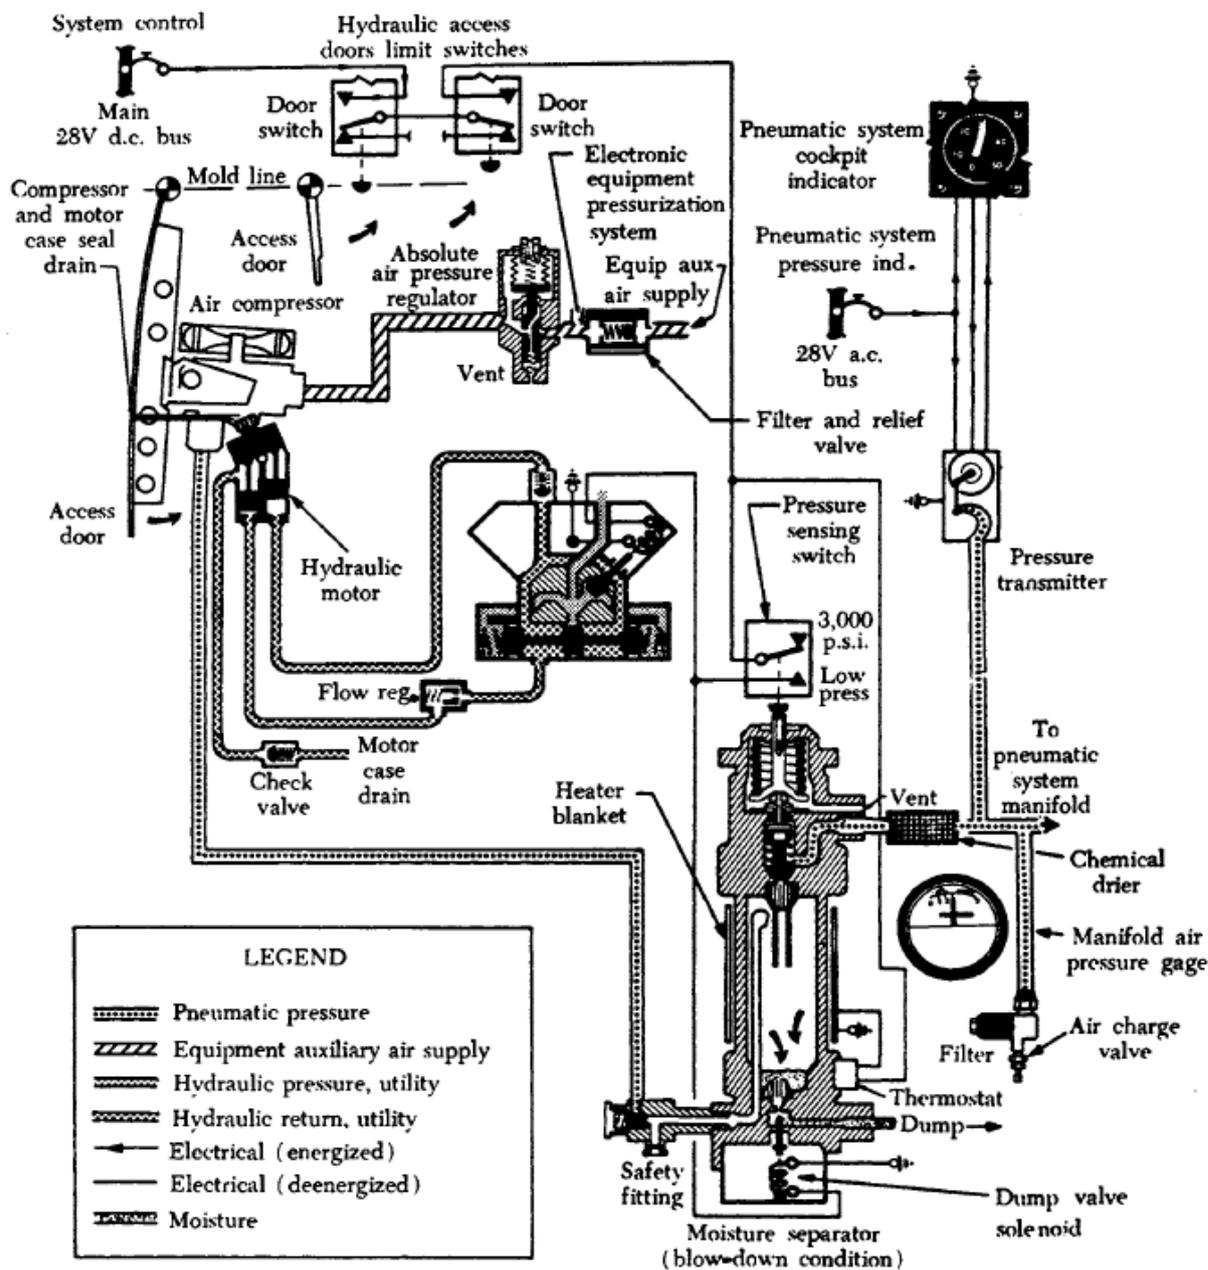 System control
Hydraulic access
doors limit switches
Main
28V d.c. bus
Door
switch
Door
switch
Pneumatic system
cockpit
indicator
Electronic
equipment
pressurization
system
Compressor
and motor
case seal
drain
Mold line
Access
door
Absolute
air pressure
regulator
Equip aux
air supply
Pneumatic system
pressure ind.
Air compressor
28V a.c.
bus
Vent
Filter and relief
valve
Access
door
Pressure
sensing
switch
Hydraulic
motor
Pressure
transmitter
3,000
p.s.i.
Low
press
Flow reg.
Motor
case
drain
Check
valve
To
pneumatic
system
manifold
Heater
blanket
Vent
Chemical
drier
Manifold air
pressure gage
Filter
Air charge
valve
Thermostat
Dump
Safety
fitting
Dump valve
solenoid
Moisture separator
(blow-down condition)
LEGEND
Pneumatic pressure
Equipment auxiliary air supply
Hydraulic pressure, utility
Hydraulic return, utility
Electrical (energized)
Electrical (deenergized)
Moisture